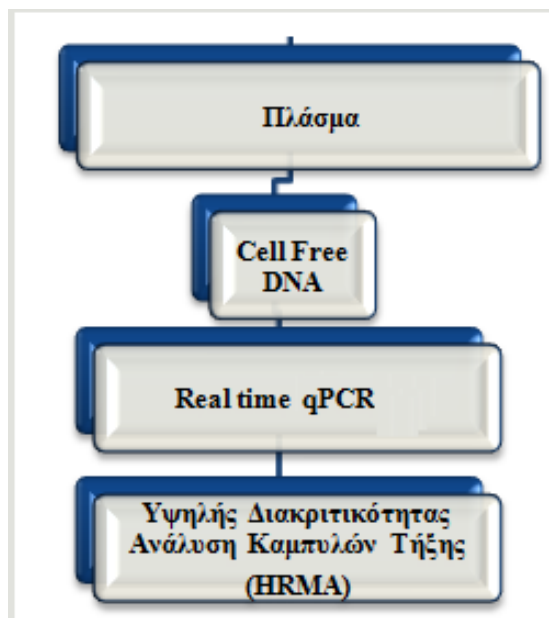 Πλάσμα
Cell Free
DNA
Real time qPCR
Υψηλής Διακριτικότητας
Ανάλυση Καμπυλών Τήξης
(HRMA)